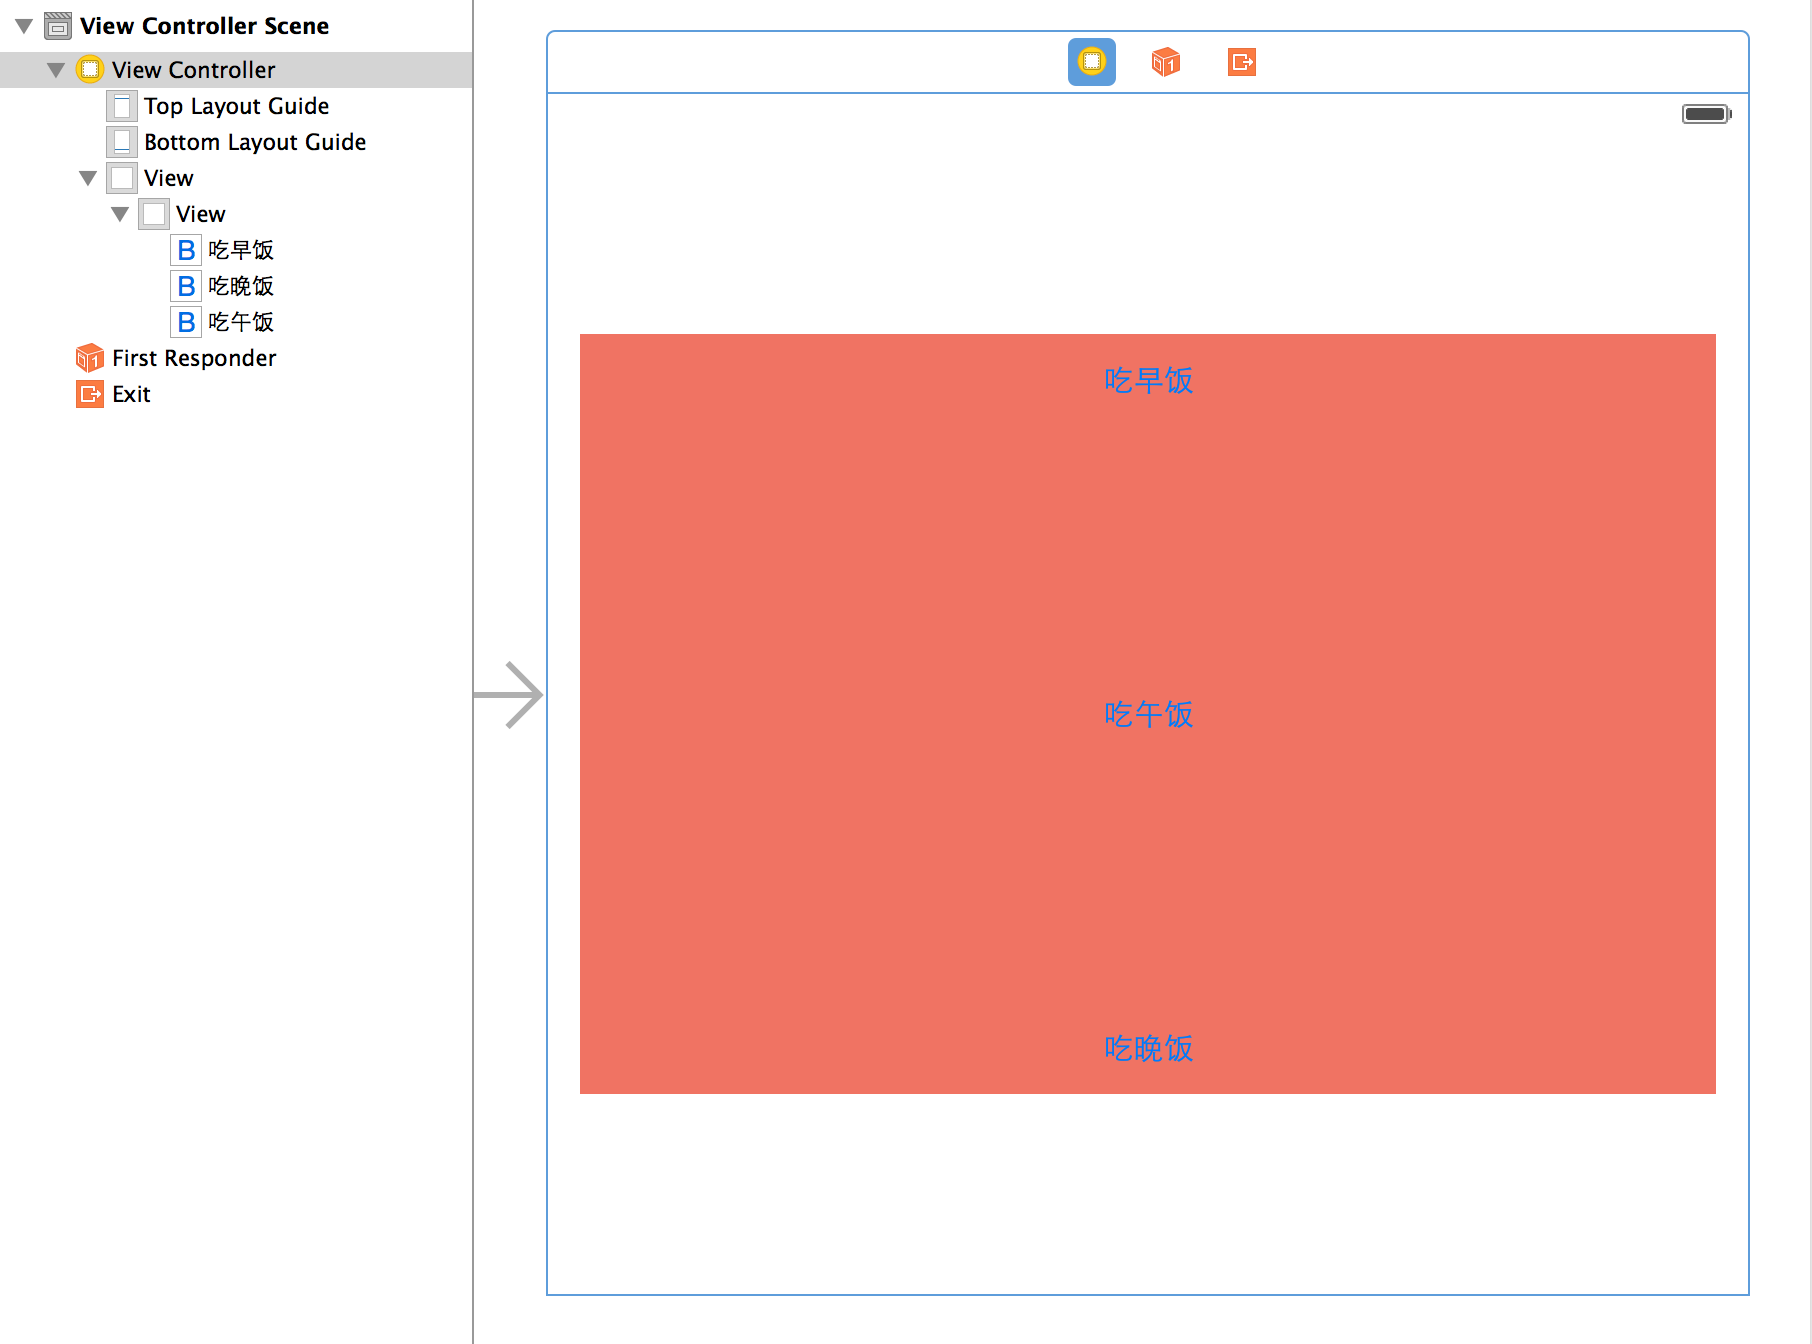 View Controller Scene
View Controller
Top Layout Guide
Bottom Layout Guide
View
View
B 吃早饭
B 吃晚饭
B 吃午饭
First Responder
Exit
吃早饭
吃午饭
吃晚饭